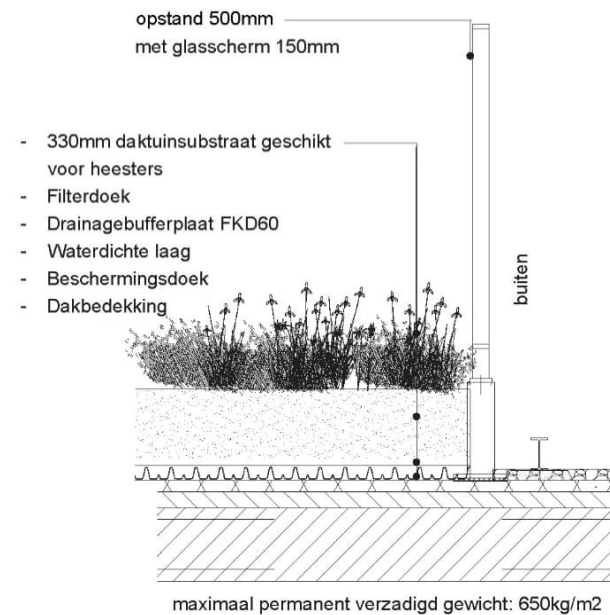 opstand 500mm
met glasscherm 150mm
- 330mm daktuinsubstraat geschikt
voor heesters
- Filterdoek
- Drainagebufferplaat FKD60
- Waterdichte laag
- Beschermingsdoek
- Dakbedekking
buiten
maximaal permanent verzadigd gewicht: 650kg/m2